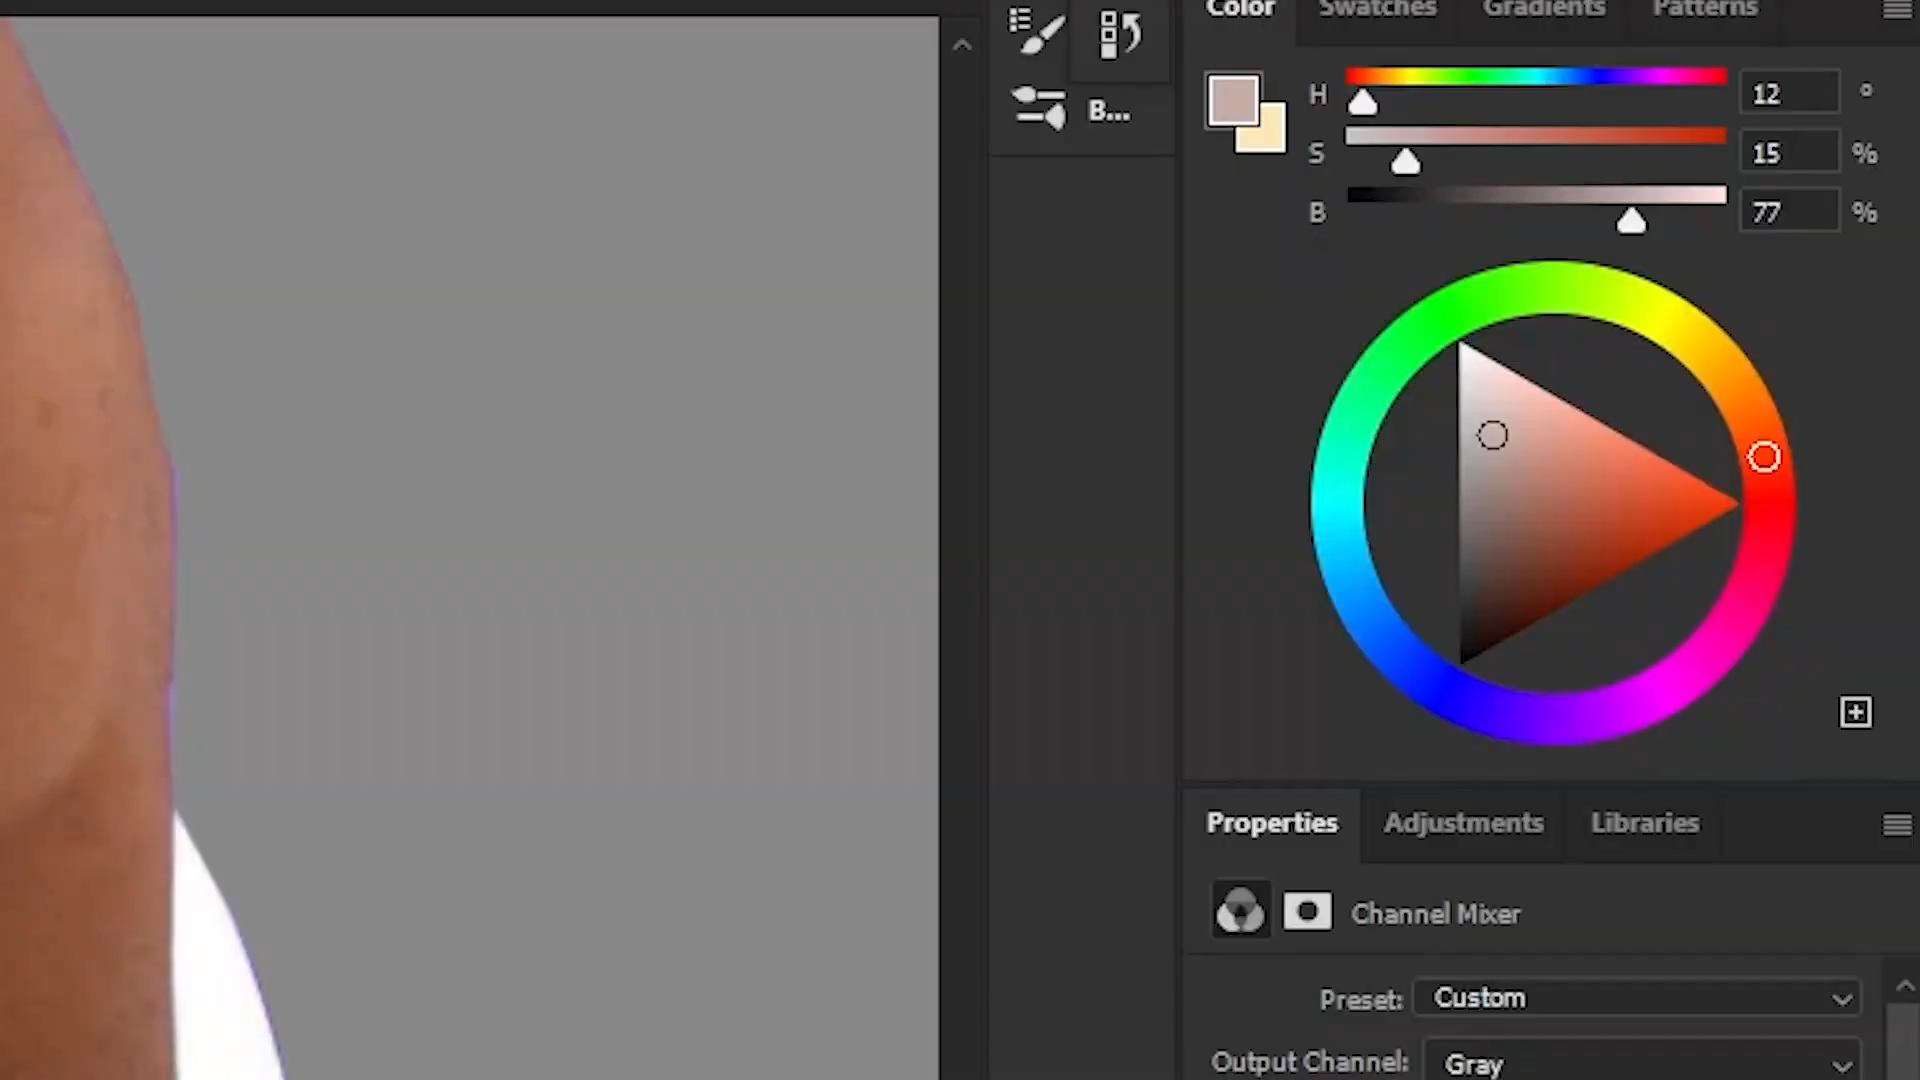 Color Swatches Gradients Patterns
B...
H 12 °
S 15 %
B 77 %
Properties Adjustments Libraries
Channel Mixer
Preset: Custom
Output Channel: Gray